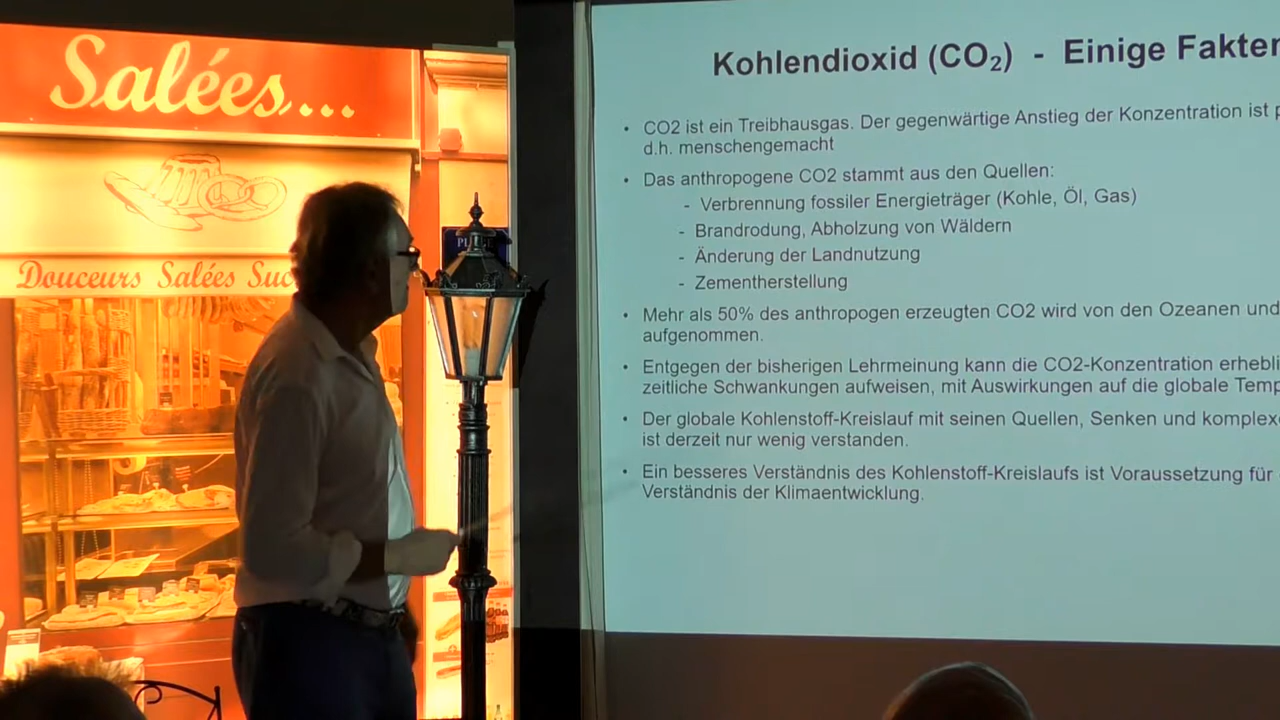 Salées...
Douceurs Salées Suc
Kohlendioxid (CO₂) - Einige Fakten
• CO2 ist ein Treibhausgas. Der gegenwärtige Anstieg der Konzentration ist
d.h. menschengemacht
• Das anthropogene CO2 stammt aus den Quellen:
- Verbrennung fossiler Energieträger (Kohle, Öl, Gas)
- Brandrodung, Abholzung von Wäldern
- Änderung der Landnutzung
- Zementherstellung
• Mehr als 50% des anthropogen erzeugten CO2 wird von den Ozeanen und
aufgenommen.
• Entgegen der bisherigen Lehrmeinung kann die CO2-Konzentration erhebli
zeitliche Schwankungen aufweisen, mit Auswirkungen auf die globale Temp
• Der globale Kohlenstoff-Kreislauf mit seinen Quellen, Senken und komplex
ist derzeit nur wenig verstanden.
• Ein besseres Verständnis des Kohlenstoff-Kreislaufs ist Voraussetzung für
Verständnis der Klimaentwicklung.